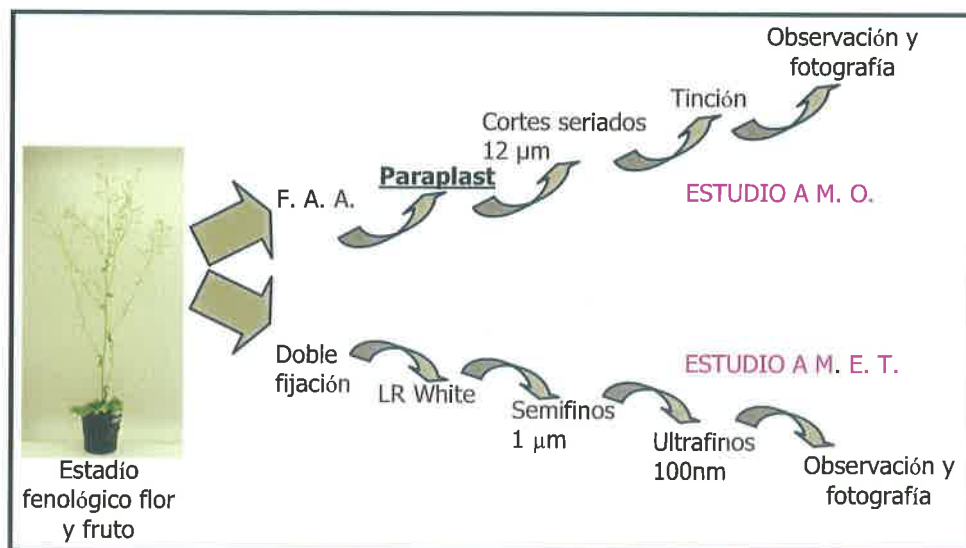 Observación y
fotografía
Tinción
Cortes seriados
12 µm
Paraplast
F. A. A.
ESTUDIO A M. O.
Doble
fijación
LR White
Semifinos
1 µm
Ultrafinos
100nm
ESTUDIO A M. E. T.
Observación y
fotografía
Estadío
fenológico flor
y fruto